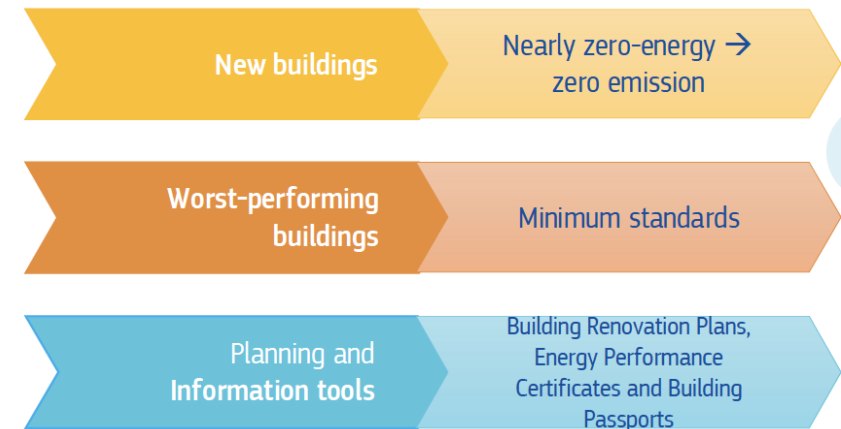 New buildings
Nearly zero-energy →
zero emission
Worst-performing
buildings
Minimum standards
Planning and
Information tools
Building Renovation Plans,
Energy Performance
Certificates and Building
Passports